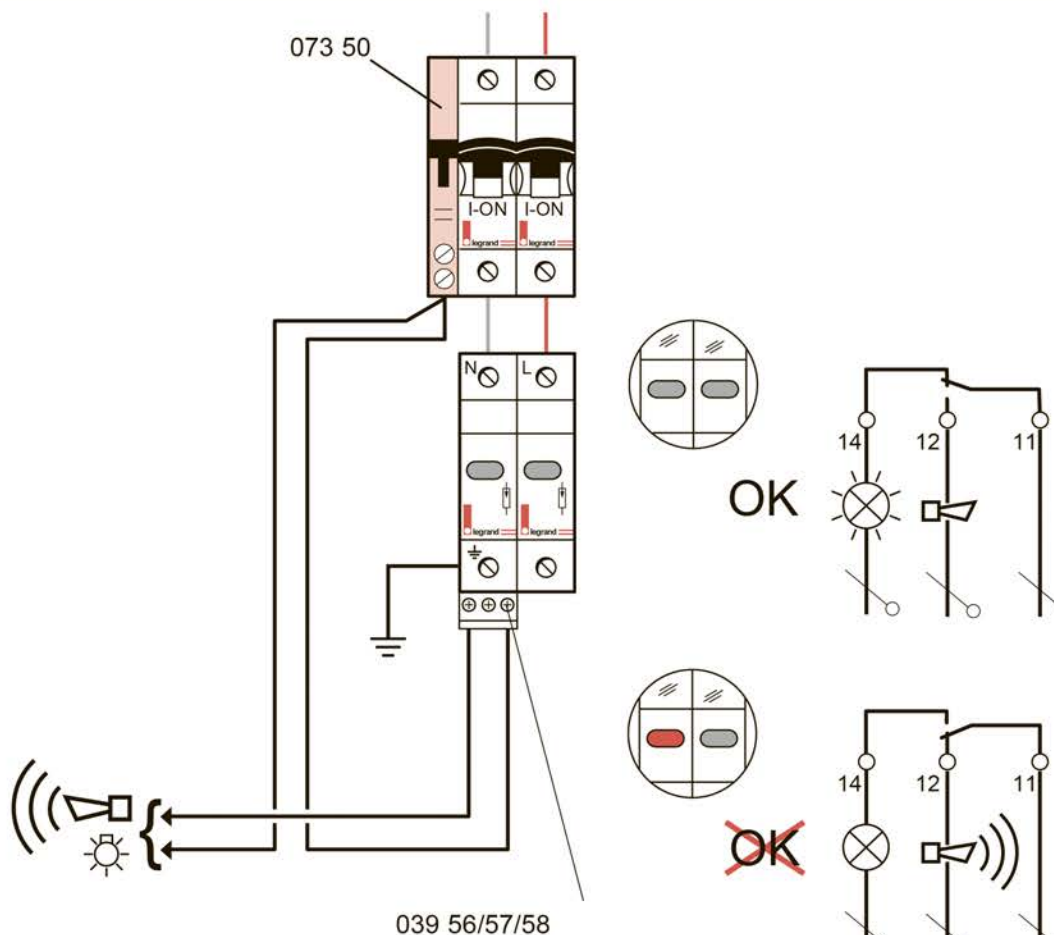 073 50
I-ON I-ON
legrand legrand
N L
14 12 11
OK
legrand legrand
14 12 11
OK
039 56/57/58